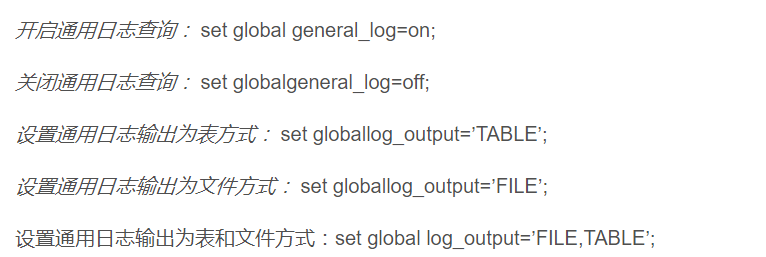 开启通用日志查询： set global general_log=on;
关闭通用日志查询： set globalgeneral_log=off;
设置通用日志输出为表方式： set globallog_output=’TABLE’;
设置通用日志输出为文件方式： set globallog_output=’FILE’;
设置通用日志输出为表和文件方式：set global log_output=’FILE,TABLE’;